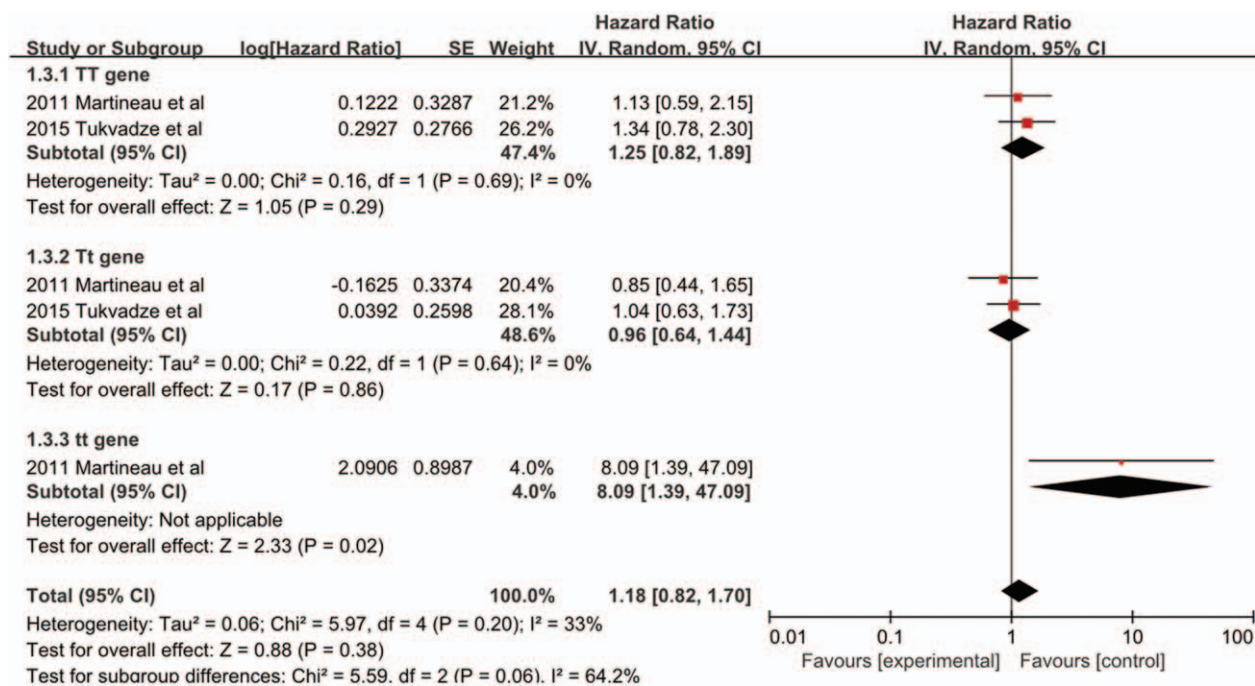 Hazard Ratio Hazard Ratio
Study or Subgroup log[Hazard Ratio] SE Weight IV, Random, 95% CI IV, Random, 95% CI
1.3.1 TT gene
2011 Martineau et al 0.1222 0.3287 21.2% 1.13 [0.59, 2.15]
2015 Tukvadze et al 0.2927 0.2766 26.2% 1.34 [0.78, 2.30]
Subtotal (95% CI) 47.4% 1.25 [0.82, 1.89]
Heterogeneity: Tau² = 0.00; Chi² = 0.16, df = 1 (P = 0.69); I² = 0%
Test for overall effect: Z = 1.05 (P = 0.29)
1.3.2 Tt gene
2011 Martineau et al -0.1625 0.3374 20.4% 0.85 [0.44, 1.65]
2015 Tukvadze et al 0.0392 0.2598 28.1% 1.04 [0.63, 1.73]
Subtotal (95% CI) 48.6% 0.96 [0.64, 1.44]
Heterogeneity: Tau² = 0.00; Chi² = 0.22, df = 1 (P = 0.64); I² = 0%
Test for overall effect: Z = 0.17 (P = 0.86)
1.3.3 tt gene
2011 Martineau et al 2.0906 0.8987 4.0% 8.09 [1.39, 47.09]
Subtotal (95% CI) 4.0% 8.09 [1.39, 47.09]
Heterogeneity: Not applicable
Test for overall effect: Z = 2.33 (P = 0.02)
Total (95% CI) 100.0% 1.18 [0.82, 1.70]
Heterogeneity: Tau² = 0.06; Chi² = 5.97, df = 4 (P = 0.20); I² = 33%
Test for overall effect: Z = 0.88 (P = 0.38)
Test for subgroup differences: Chi² = 5.59, df = 2 (P = 0.06), I² = 64.2%
0.01 0.1 1 10 100
Favours [experimental] Favours [control]